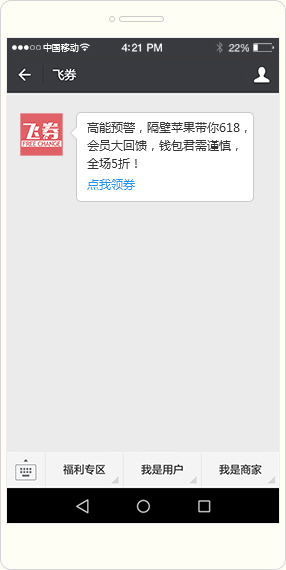 中国移动 4:21 PM 22%
飞券
飞券
FREE CHANGE
高能预警，隔壁苹果带你618，
会员大回馈，钱包君需谨慎，
全场5折！
点我领券
福利专区 我是用户 我是商家